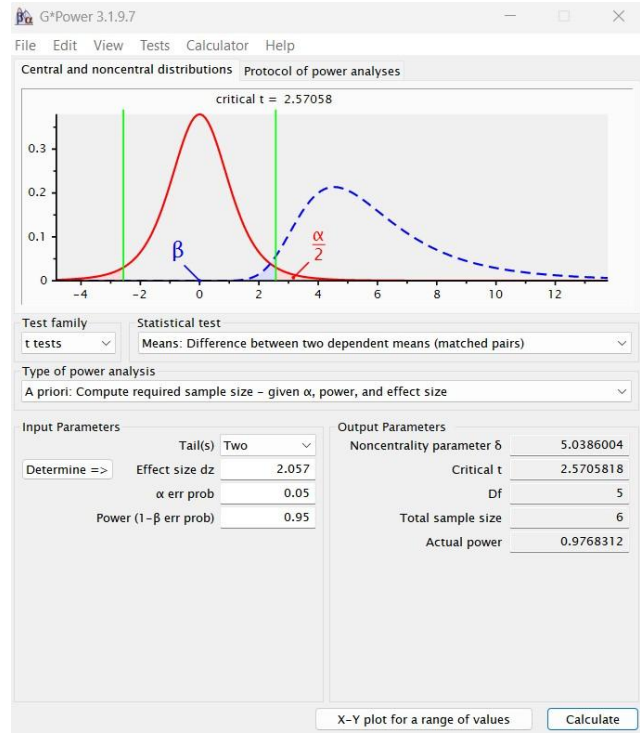 βα G*Power 3.1.9.7
File Edit View Tests Calculator Help
Central and noncentral distributions Protocol of power analyses
critical t = 2.57058
0.3
0.2
0.1
0
β
α
2
-4 -2 0 2 4 6 8 10 12
Test family Statistical test
t tests Means: Difference between two dependent means (matched pairs)
Type of power analysis
A priori: Compute required sample size – given α, power, and effect size
Input Parameters Output Parameters
Tail(s) Two Noncentrality parameter δ 5.0386004
Determine => Effect size dz 2.057 Critical t 2.5705818
α err prob 0.05 Df 5
Power (1-β err prob) 0.95 Total sample size 6
Actual power 0.9768312
X-Y plot for a range of values Calculate